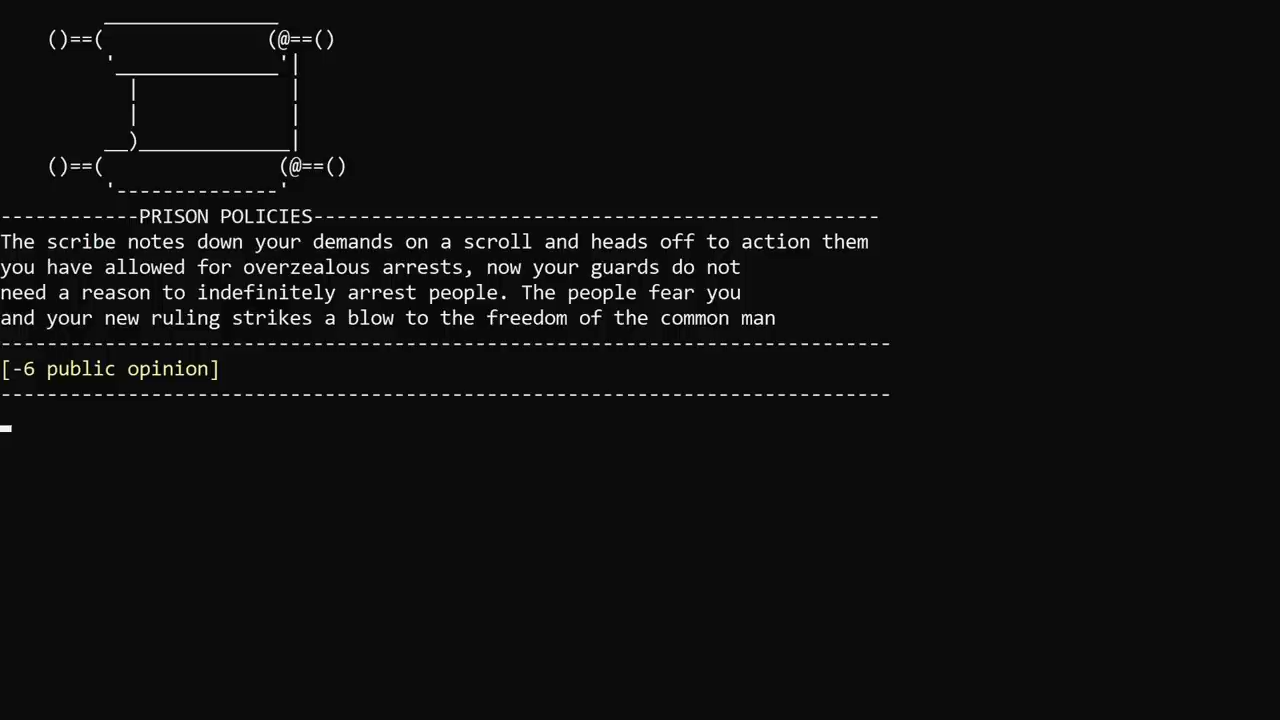 ------------PRISON POLICIES-------------------------------------------------
The scribe notes down your demands on a scroll and heads off to action them
you have allowed for overzealous arrests, now your guards do not
need a reason to indefinitely arrest people. The people fear you
and your new ruling strikes a blow to the freedom of the common man
-----------------------------------------------------------------------------
[-6 public opinion]
-----------------------------------------------------------------------------